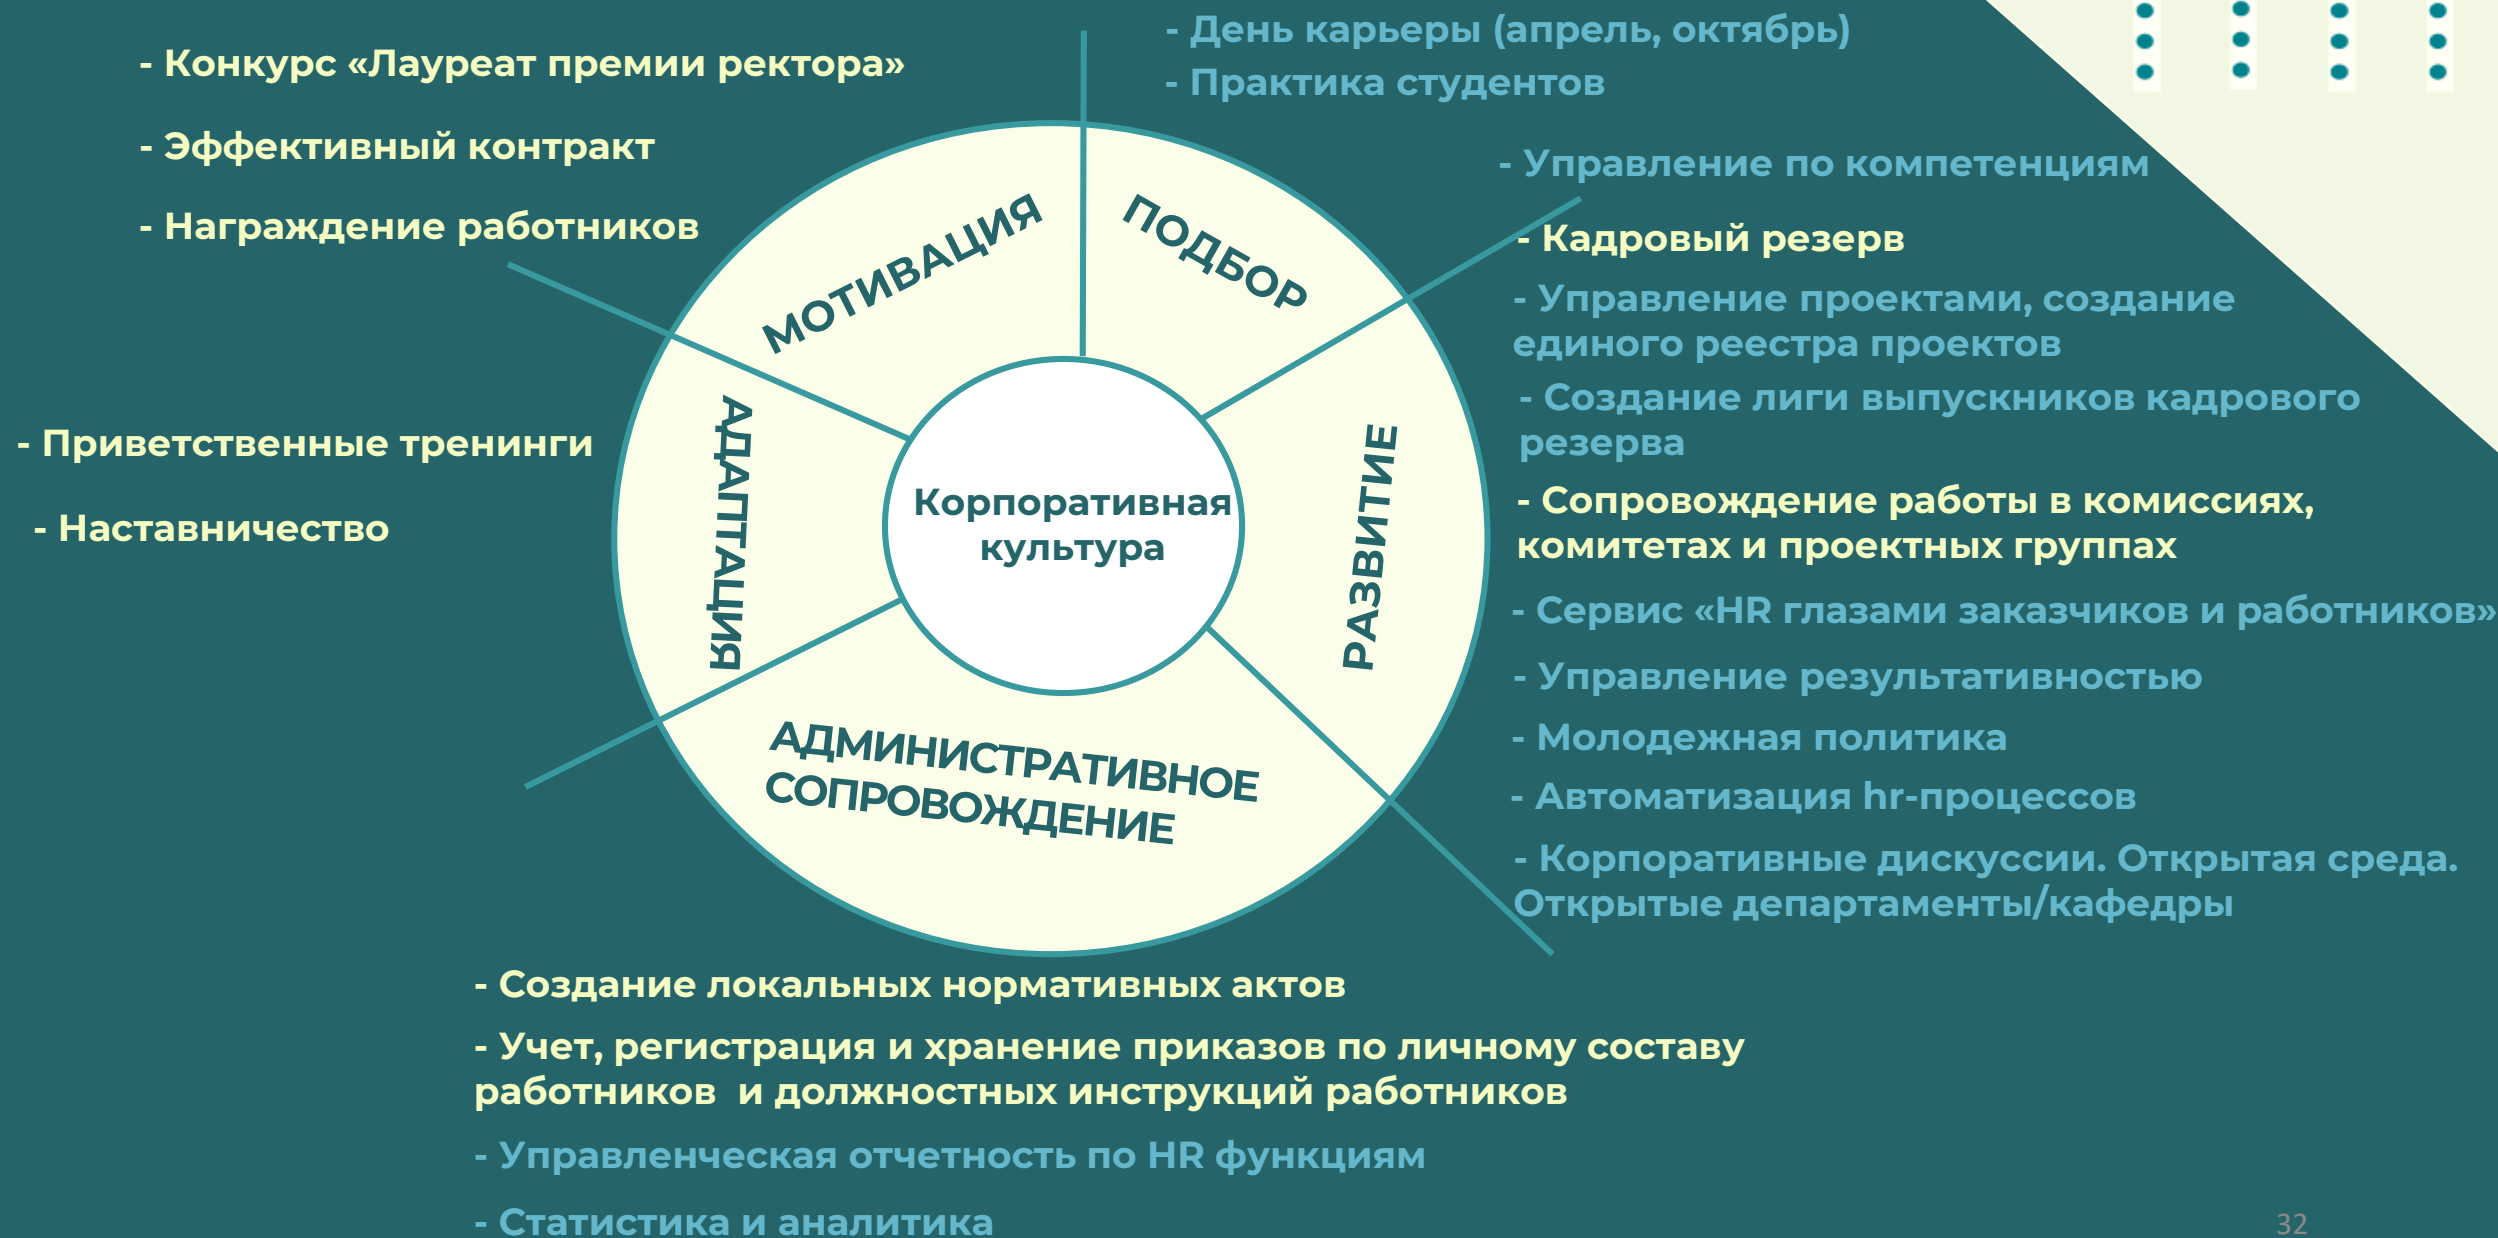 - Конкурс «Лауреат премии ректора»
- Эффективный контракт
- Награждение работников
- День карьеры (апрель, октябрь)
- Практика студентов
- Управление по компетенциям
- Кадровый резерв
- Управление проектами, создание
единого реестра проектов
- Создание лиги выпускников кадрового
резерва
- Сопровождение работы в комиссиях,
комитетах и проектных группах
- Сервис «HR глазами заказчиков и работников»
- Управление результативностью
- Молодежная политика
- Автоматизация hr-процессов
- Корпоративные дискуссии. Открытая среда.
Открытые департаменты/кафедры
- Приветственные тренинги
- Наставничество
МОТИВАЦИЯ
ПОДБОР
АДАПТАЦИЯ
РАЗВИТИЕ
Корпоративная
культура
АДМИНИСТРАТИВНОЕ
СОПРОВОЖДЕНИЕ
- Создание локальных нормативных актов
- Учет, регистрация и хранение приказов по личному составу
работников и должностных инструкций работников
- Управленческая отчетность по HR функциям
- Статистика и аналитика
32